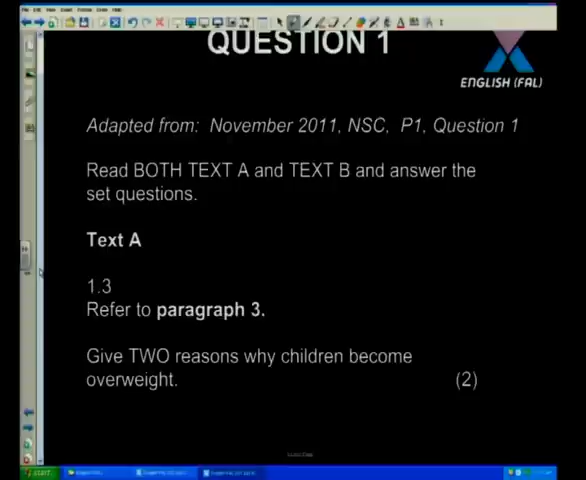 QUESTION 1
ENGLISH (FAL)
Adapted from: November 2011, NSC, P1, Question 1
Read BOTH TEXT A and TEXT B and answer the
set questions.
Text A
1.3
Refer to paragraph 3.
Give TWO reasons why children become
overweight. (2)